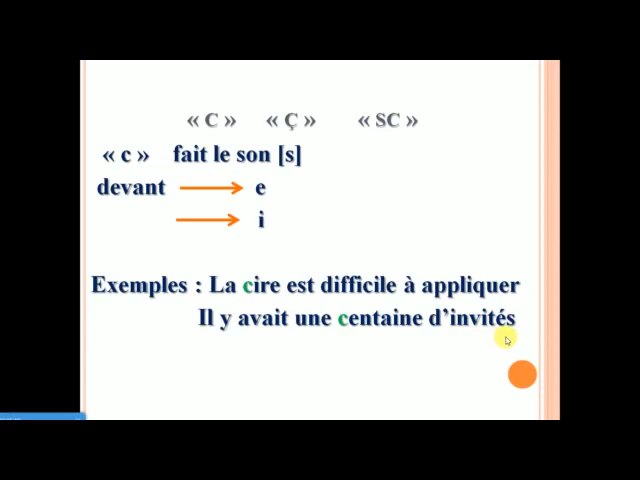 « C » « Ç » « SC »
« c » fait le son [s]
devant e
i
Exemples : La cire est difficile à appliquer
Il y avait une centaine d’invités